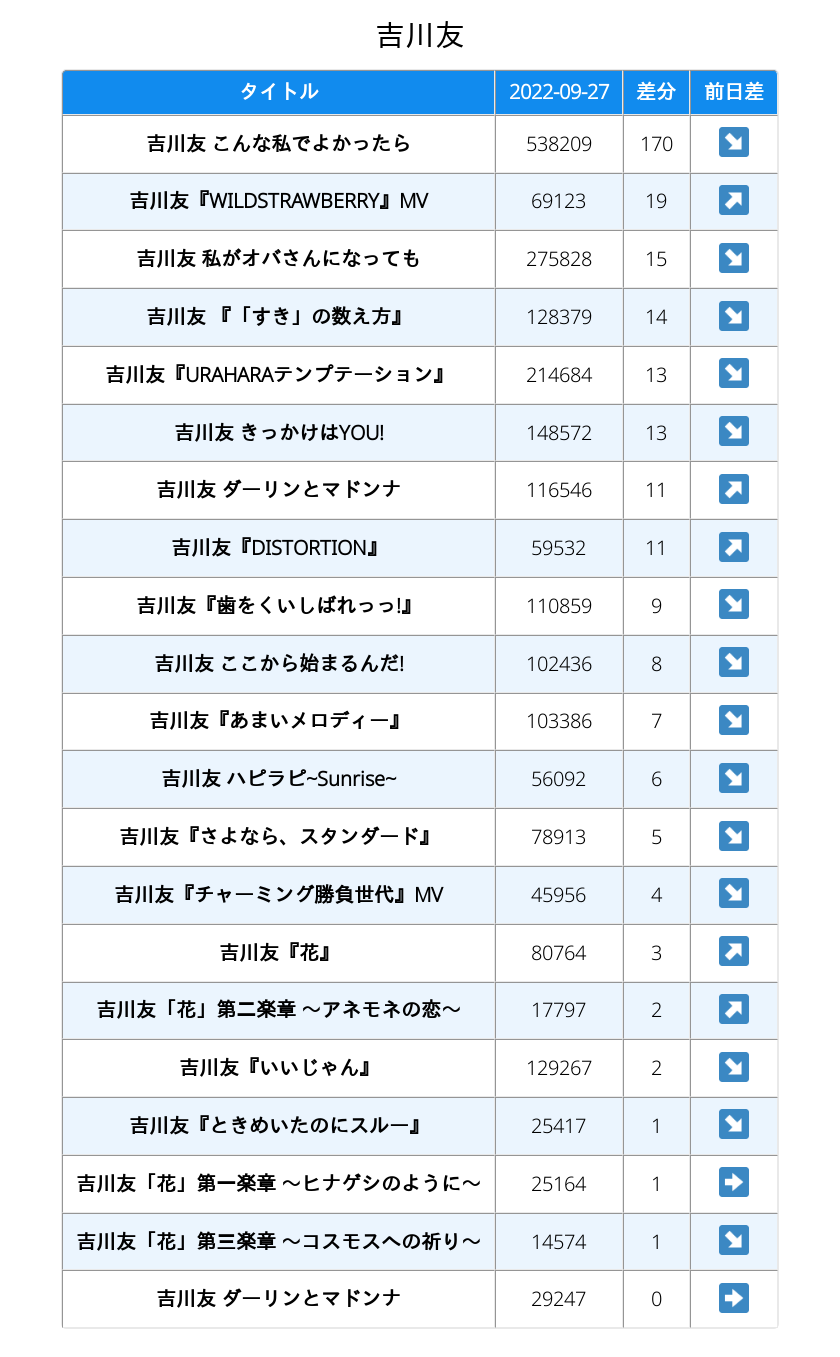 吉川友
タイトル 2022-09-27 差分 前日差
吉川友 こんな私でよかったら 538209 170 ↘
吉川友『WILDSTRAWBERRY』MV 69123 19 ↗
吉川友 私がオバさんになっても 275828 15 ↘
吉川友 『「すき」の数え方』 128379 14 ↘
吉川友『URAHARAテンプテーション』 214684 13 ↘
吉川友 きっかけはYOU! 148572 13 ↘
吉川友 ダーリンとマドンナ 116546 11 ↗
吉川友『DISTORTION』 59532 11 ↗
吉川友『歯をくいしばれっっ!』 110859 9 ↘
吉川友 ここから始まるんだ! 102436 8 ↘
吉川友『あまいメロディー』 103386 7 ↘
吉川友 ハピラピ~Sunrise~ 56092 6 ↘
吉川友『さよなら、スタンダード』 78913 5 ↘
吉川友『チャーミング勝負世代』MV 45956 4 ↘
吉川友『花』 80764 3 ↗
吉川友「花」第二楽章 〜アネモネの恋〜 17797 2 ↗
吉川友『いいじゃん』 129267 2 ↘
吉川友『ときめいたのにスルー』 25417 1 ↘
吉川友「花」第一楽章 〜ヒナゲシのように〜 25164 1 ➡
吉川友「花」第三楽章 〜コスモスへの祈り〜 14574 1 ↘
吉川友 ダーリンとマドンナ 29247 0 ➡